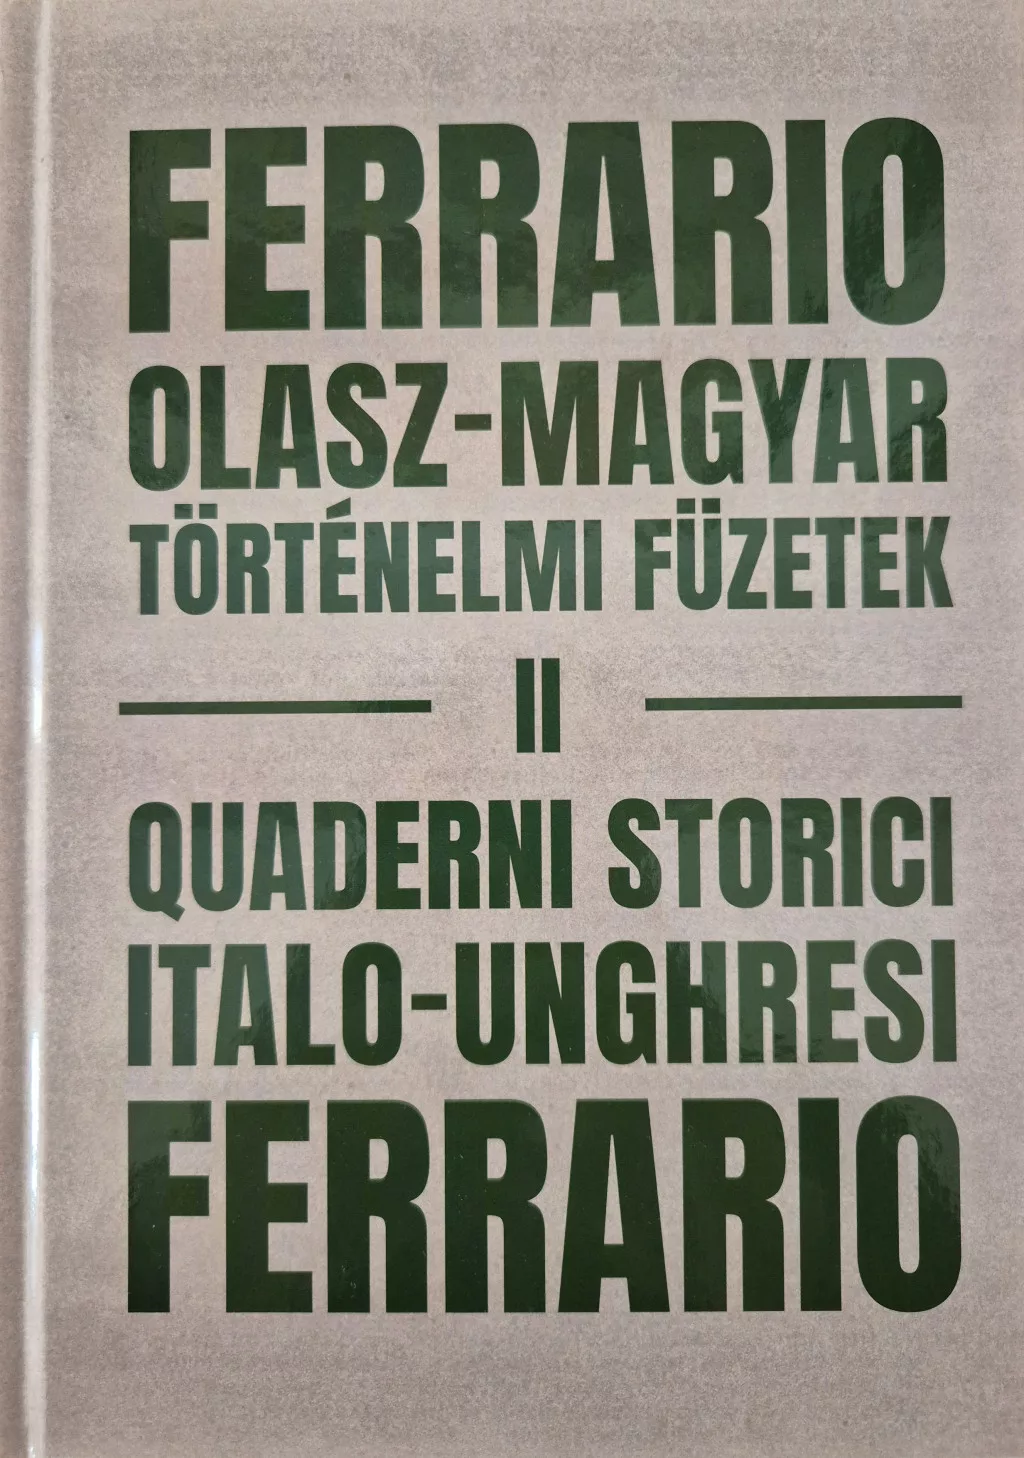 FERRARIO
OLASZ-MAGYAR
TÖRTÉNELMI FÜZETEK
II
QUADERNI STORICI
ITALO-UNGHRESI
FERRARIO